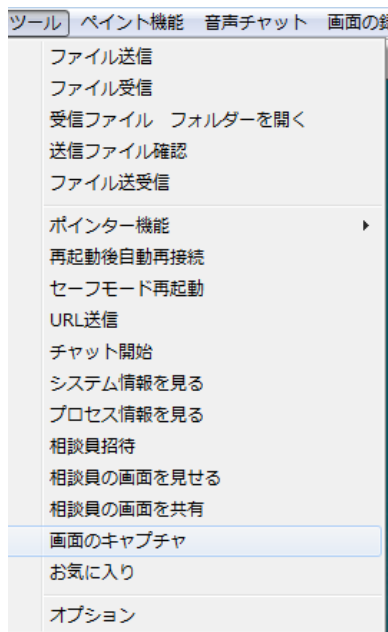 ツール ペイント機能 音声チャット 画面の録
ファイル送信
ファイル受信
受信ファイル　フォルダーを開く
送信ファイル確認
ファイル送受信
ポインター機能
再起動後自動再接続
セーフモード再起動
URL送信
チャット開始
システム情報を見る
プロセス情報を見る
相談員招待
相談員の画面を見せる
相談員の画面を共有
画面のキャプチャ
お気に入り
オプション